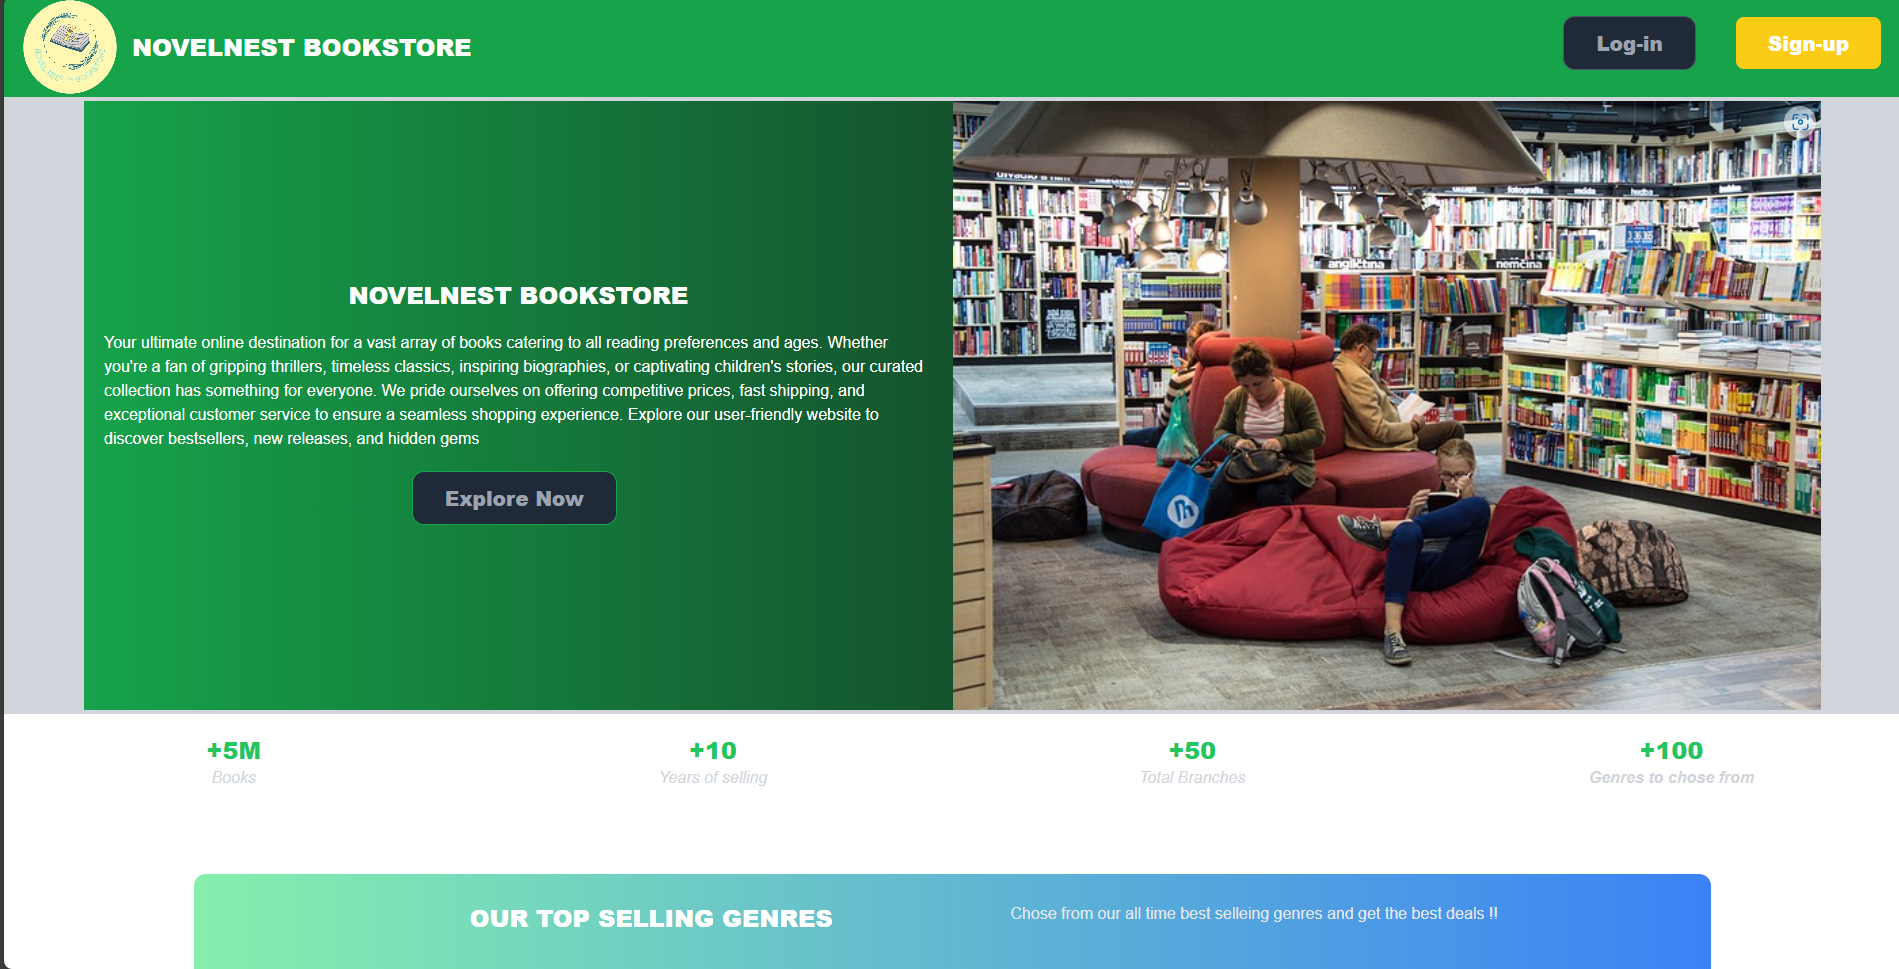 NOVELNEST BOOKSTORE
Log-in
Sign-up
NOVELNEST BOOKSTORE
Your ultimate online destination for a vast array of books catering to all reading preferences and ages. Whether
you're a fan of gripping thrillers, timeless classics, inspiring biographies, or captivating children's stories, our curated
collection has something for everyone. We pride ourselves on offering competitive prices, fast shipping, and
exceptional customer service to ensure a seamless shopping experience. Explore our user-friendly website to
discover bestsellers, new releases, and hidden gems
Explore Now
fotografia
móda
hudba
angličtina
nemčina
+5M
Books
+10
Years of selling
+50
Total Branches
+100
Genres to chose from
OUR TOP SELLING GENRES
Chose from our all time best selleing genres and get the best deals !!